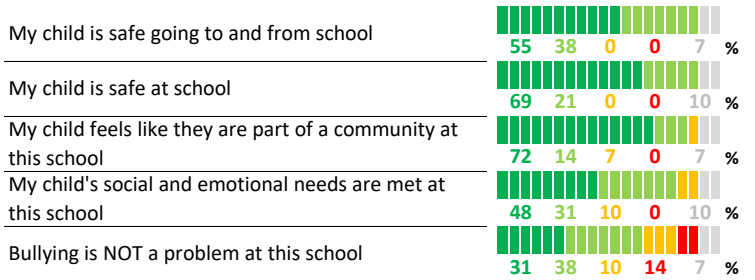 My child is safe going to and from school
55 38 0 0 7 %
My child is safe at school
69 21 0 0 10 %
My child feels like they are part of a community at
this school
72 14 7 0 7 %
My child's social and emotional needs are met at
this school
48 31 10 0 10 %
Bullying is NOT a problem at this school
31 38 10 14 7 %